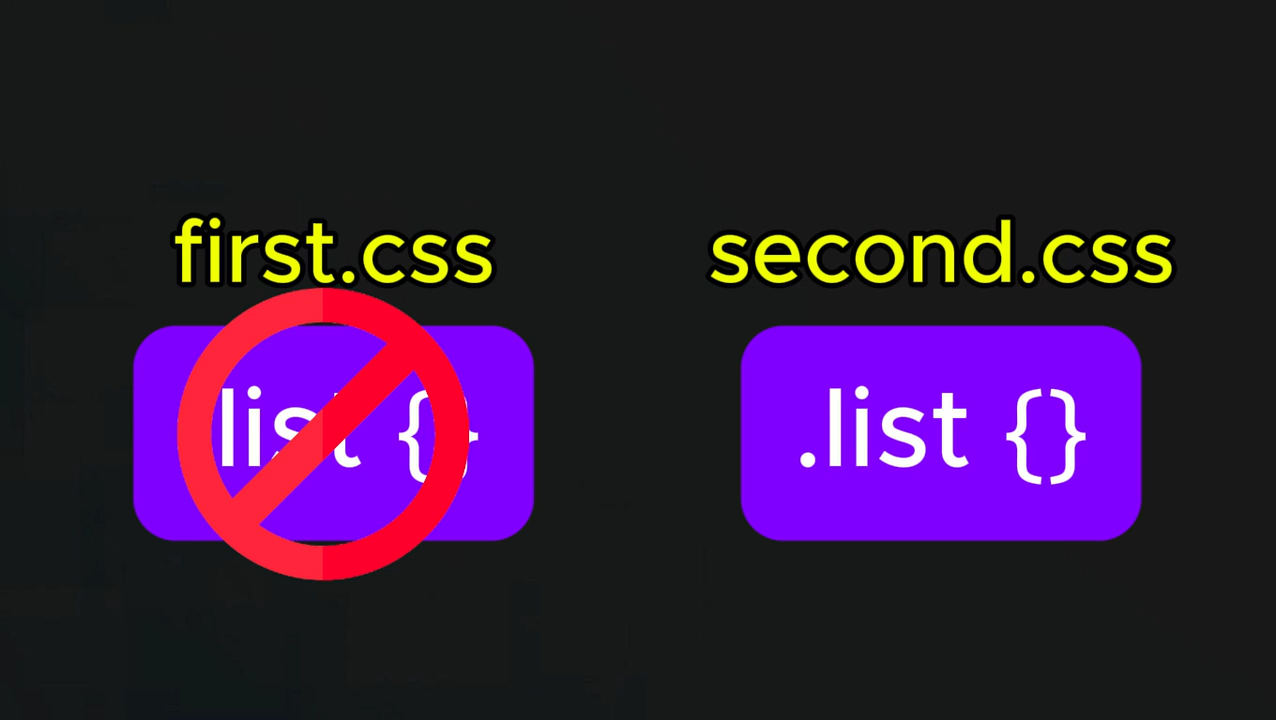 first.css
second.css
.list {}
.list {}